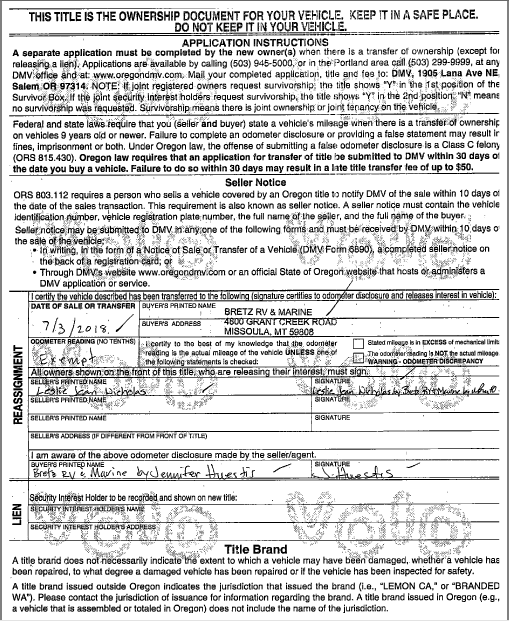 THIS TITLE IS THE OWNERSHIP DOCUMENT FOR YOUR VEHICLE. KEEP IT IN A SAFE PLACE.
DO NOT KEEP IT IN YOUR VEHICLE.
APPLICATION INSTRUCTIONS
A separate application must be completed by the new owner(s) when there is a transfer of ownership (except for
releasing a lien). Applications are available by calling (503) 945-5000, or in the Portland area call (503) 299-9999, at any
DMV office and at: www.oregondmv.com. Mail your completed application, title and fee to: DMV, 1905 Lana Ave NE,
Salem OR 97314. NOTE: If joint registered owners request survivorship, the title shows "Y" in the 1st position of the
Survivor Box. If the joint security interest holders request survivorship, the title shows "Y" in the 2nd position; "N" means
no survivorship was requested. Survivorship means there is joint ownership or joint tenancy on the vehicle.
Federal and state laws require that you (seller and buyer) state a vehicle's mileage when there is a transfer of ownership
on vehicles 9 years old or newer. Failure to complete an odometer disclosure or providing a false statement may result in
fines, imprisonment or both. Under Oregon law, the offense of submitting a false odometer disclosure is a Class C felony
(ORS 815.430). Oregon law requires that an application for transfer of title be submitted to DMV within 30 days of
the date you buy a vehicle. Failure to do so within 30 days may result in a late title transfer fee of up to $50.
Seller Notice
ORS 803.112 requires a person who sells a vehicle covered by an Oregon title to notify DMV of the sale within 10 days of
the date of the sales transaction. This requirement is also known as seller notice. A seller notice must contain the vehicle
identification number, vehicle registration plate number, the full name of the seller, and the full name of the buyer.
Seller notice may be submitted to DMV in any one of the following forms and must be received by DMV within 10 days of
the sale of the vehicle:
• In writing, in the form of a Notice of Sale or Transfer of a Vehicle (DMV Form 6890), a completed seller notice on
the back of a registration card; or
• Through DMV's website www.oregondmv.com or an official State of Oregon website that hosts or administers a
DMV application or service.
I certify the vehicle described has been transferred to the following (signature certifies to odometer disclosure and releases interest in vehicle):
DATE OF SALE OR TRANSFER
BUYER'S PRINTED NAME
BRETZ RV & MARINE
7/3/2018
BUYER'S ADDRESS
4800 GRANT CREEK ROAD
MISSOULA, MT 59808
ODOMETER READING (NO TENTHS)
Exempt
I certify to the best of my knowledge that the odometer
reading is the actual mileage of the vehicle UNLESS one of
the following statements is checked:
Stated mileage is in EXCESS of mechanical limits
The odometer reading is NOT the actual mileage
WARNING - ODOMETER DISCREPANCY
All owners shown on the front of this title, who are releasing their interest, must sign.
SELLER'S PRINTED NAME
Leslie Jean Nicholas
SIGNATURE
Leslie Jean Nicholas by Bretz RV & Marine by
SELLER'S PRINTED NAME
SIGNATURE
SELLER'S ADDRESS (IF DIFFERENT FROM FRONT OF TITLE)
I am aware of the above odometer disclosure made by the seller/agent.
BUYER'S PRINTED NAME
Bretz RV & Marine by Jennifer Huestis
SIGNATURE
J Huestis
REASSIGNMENT
Security Interest Holder to be recorded and shown on new title:
SECURITY INTEREST HOLDER'S NAME
SECURITY INTEREST HOLDER'S ADDRESS
LIEN
Title Brand
A title brand does not necessarily indicate the extent to which a vehicle may have been damaged, whether a vehicle has
been repaired, to what degree a damaged vehicle has been repaired or if the vehicle has been inspected for safety.
A title brand issued outside Oregon indicates the jurisdiction that issued the brand (i.e., "LEMON CA," or "BRANDED
WA"). Please contact the jurisdiction of issuance for information regarding the brand. A title brand issued in Oregon (e.g.,
a vehicle that is assembled or totaled in Oregon) does not include the name of the jurisdiction.